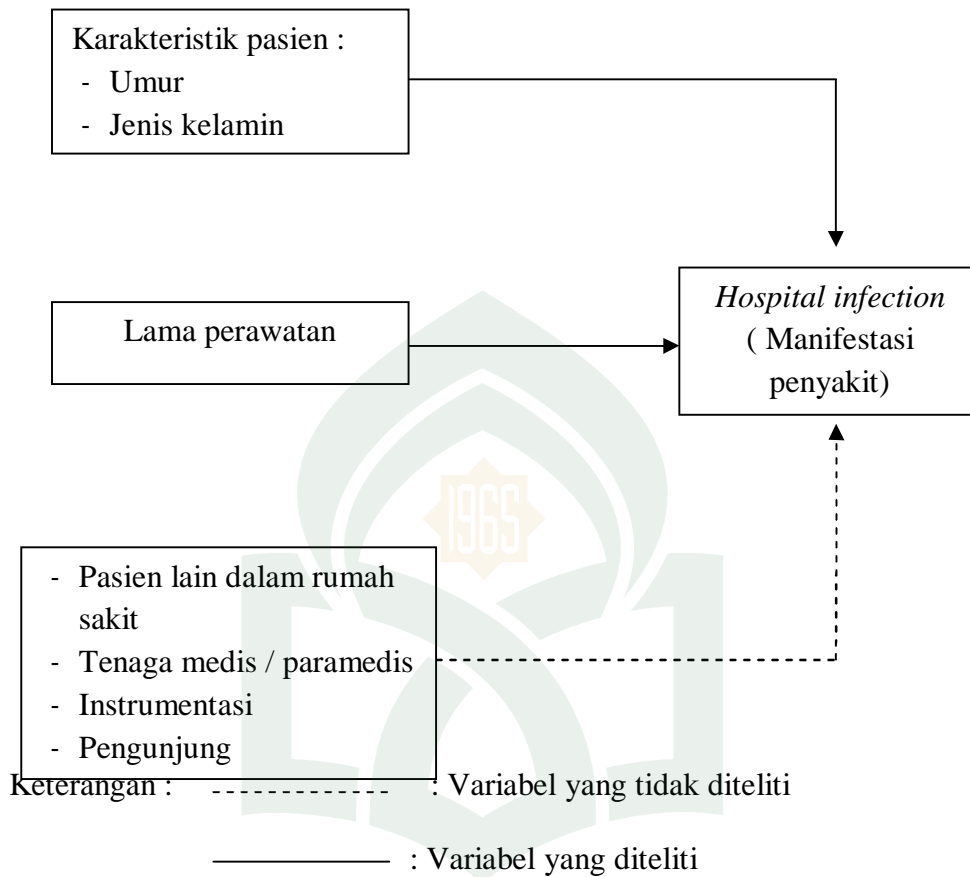 Karakteristik pasien :
- Umur
- Jenis kelamin
Lama perawatan
Hospital infection
( Manifestasi
penyakit)
1965
- Pasien lain dalam rumah
sakit
- Tenaga medis / paramedis
- Instrumentasi
- Pengunjung
Keterangan : : Variabel yang tidak diteliti
: Variabel yang diteliti